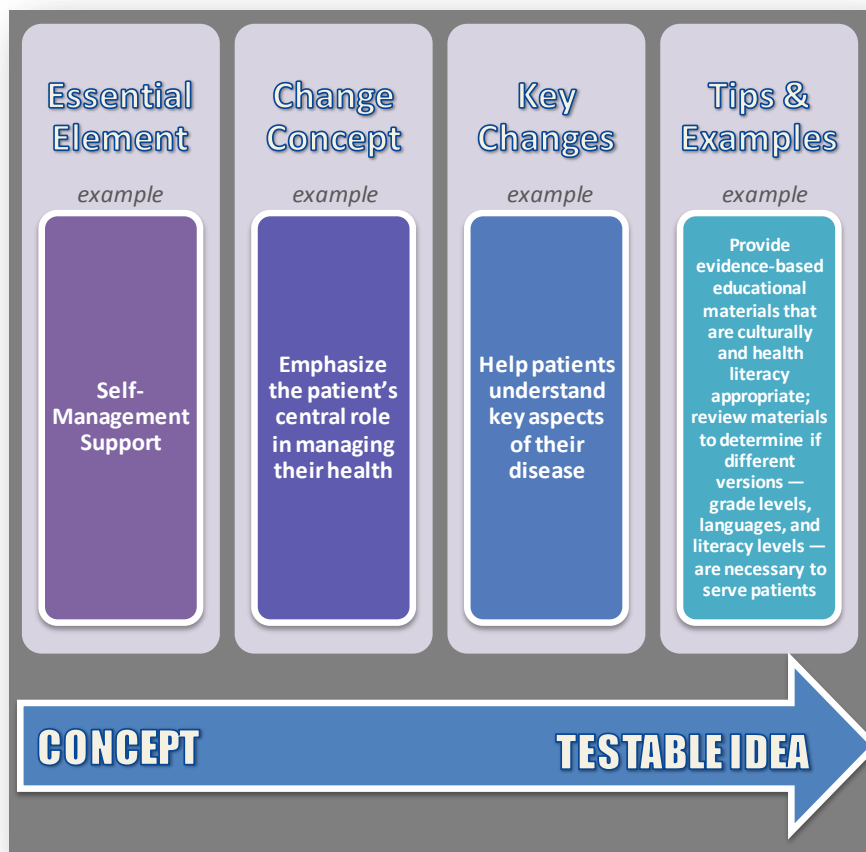 Essential
Element
example
Self-
Management
Support
Change
Concept
example
Emphasize
the patient's
central role
in managing
their health
Key
Changes
example
Help patients
understand
key aspects
of their
disease
Tips &
Examples
example
Provide
evidence-based
educational
materials that
are culturally
and health
literacy
appropriate;
review materials
to determine if
different
versions —
grade levels,
languages, and
literacy levels —
are necessary to
serve patients
CONCEPT
TESTABLE IDEA